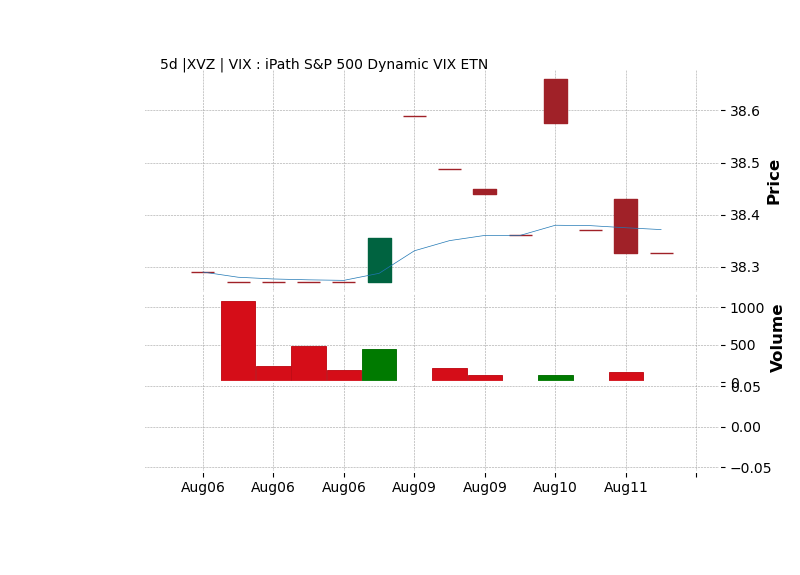 5d |XVZ | VIX : iPath S&P 500 Dynamic VIX ETN
38.6
38.5
38.4
38.3
Price
1000
500
0
Volume
0.05
0.00
−0.05
Aug06 Aug06 Aug06 Aug09 Aug09 Aug10 Aug11